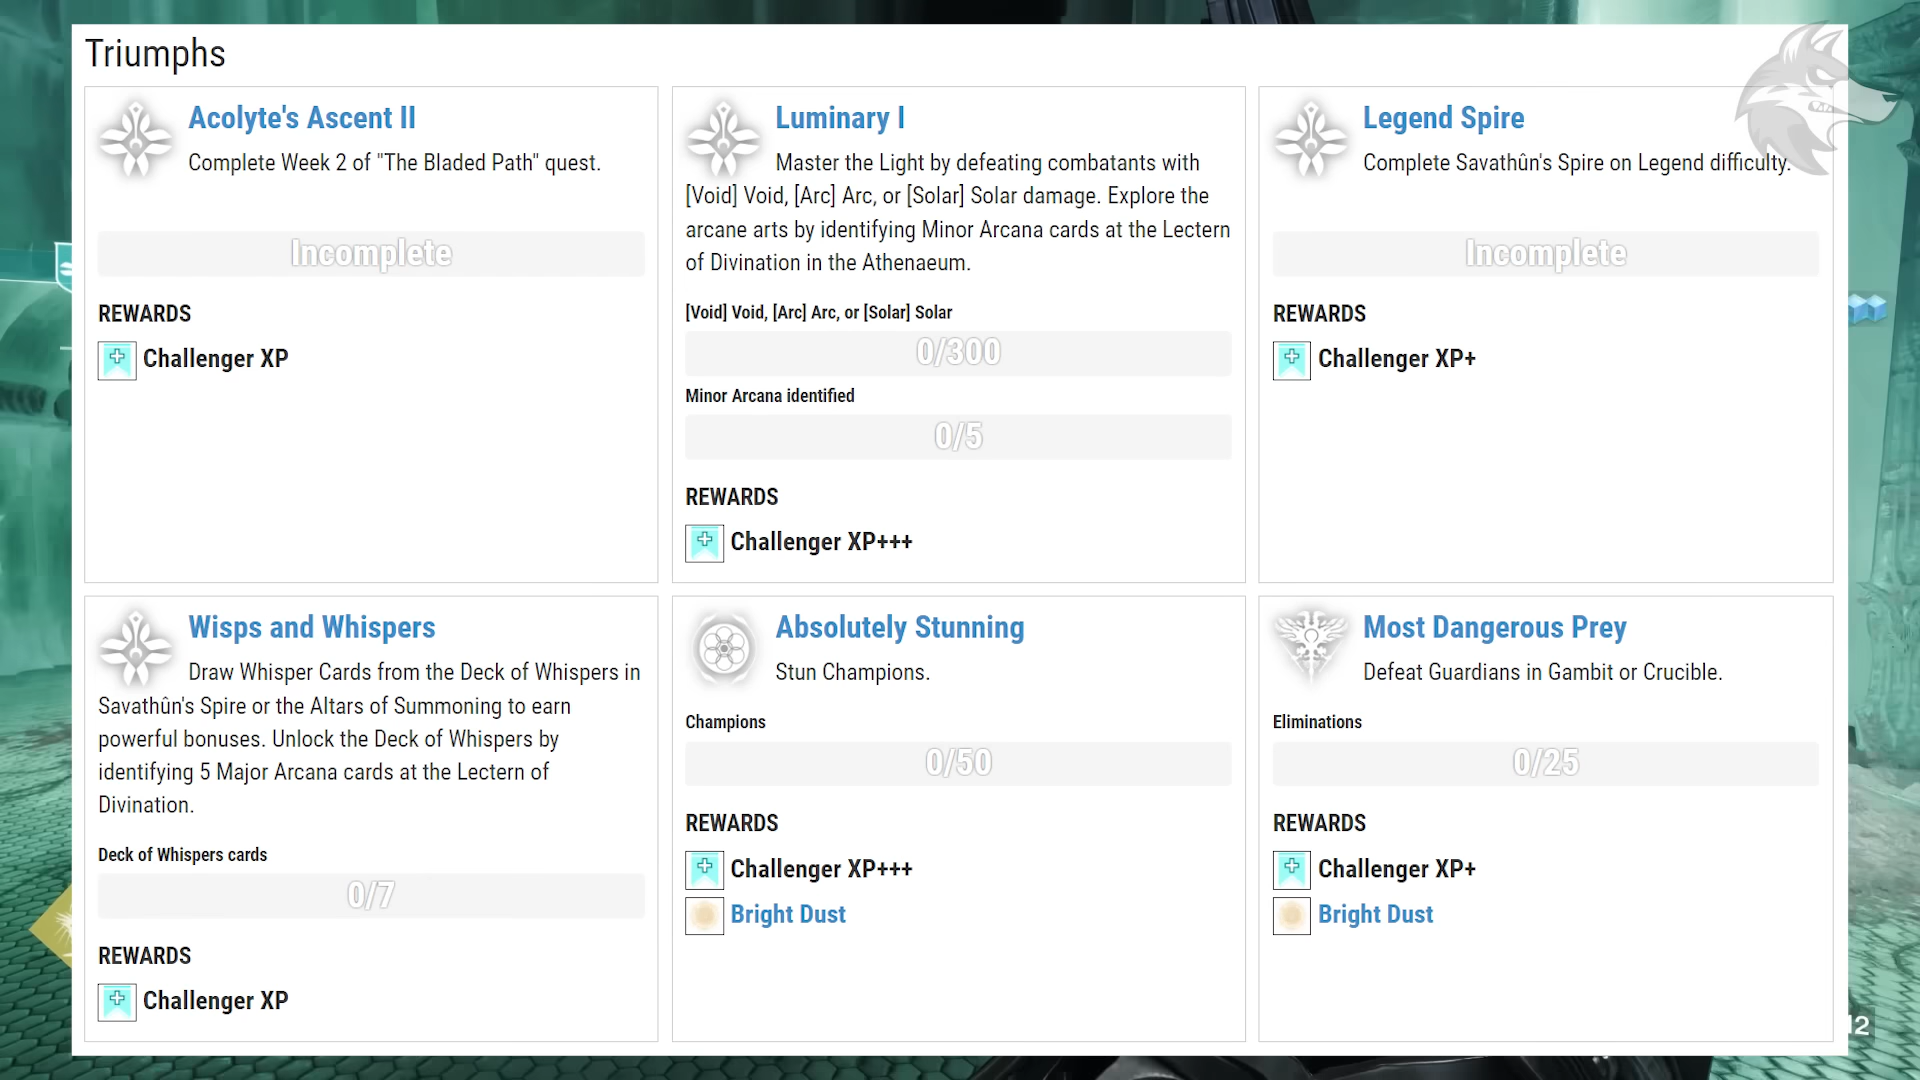 Triumphs
Acolyte's Ascent II
Complete Week 2 of "The Bladed Path" quest.
Incomplete
REWARDS
Challenger XP
Luminary I
Master the Light by defeating combatants with
[Void] Void, [Arc] Arc, or [Solar] Solar damage. Explore the
arcane arts by identifying Minor Arcana cards at the Lectern
of Divination in the Athenaeum.
[Void] Void, [Arc] Arc, or [Solar] Solar
0/300
Minor Arcana identified
0/5
REWARDS
Challenger XP+++
Legend Spire
Complete Savathûn's Spire on Legend difficulty.
Incomplete
REWARDS
Challenger XP+
Wisps and Whispers
Draw Whisper Cards from the Deck of Whispers in
Savathûn's Spire or the Altars of Summoning to earn
powerful bonuses. Unlock the Deck of Whispers by
identifying 5 Major Arcana cards at the Lectern of
Divination.
Deck of Whispers cards
0/7
REWARDS
Challenger XP
Absolutely Stunning
Stun Champions.
Champions
0/50
REWARDS
Challenger XP+++
Bright Dust
Most Dangerous Prey
Defeat Guardians in Gambit or Crucible.
Eliminations
0/25
REWARDS
Challenger XP+
Bright Dust